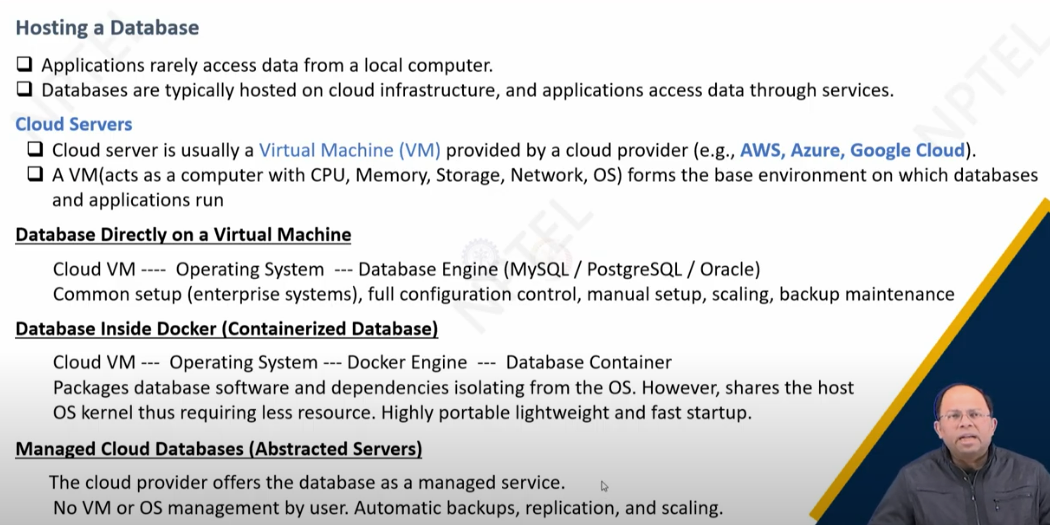 Hosting a Database
❑ Applications rarely access data from a local computer.
❑ Databases are typically hosted on cloud infrastructure, and applications access data through services.
Cloud Servers
❑ Cloud server is usually a Virtual Machine (VM) provided by a cloud provider (e.g., AWS, Azure, Google Cloud).
❑ A VM(acts as a computer with CPU, Memory, Storage, Network, OS) forms the base environment on which databases
and applications run
Database Directly on a Virtual Machine
Cloud VM ---- Operating System --- Database Engine (MySQL / PostgreSQL / Oracle)
Common setup (enterprise systems), full configuration control, manual setup, scaling, backup maintenance
Database Inside Docker (Containerized Database)
Cloud VM --- Operating System --- Docker Engine --- Database Container
Packages database software and dependencies isolating from the OS. However, shares the host
OS kernel thus requiring less resource. Highly portable lightweight and fast startup.
Managed Cloud Databases (Abstracted Servers)
The cloud provider offers the database as a managed service.
No VM or OS management by user. Automatic backups, replication, and scaling.
NPTEL
NPTEL
NPTEL